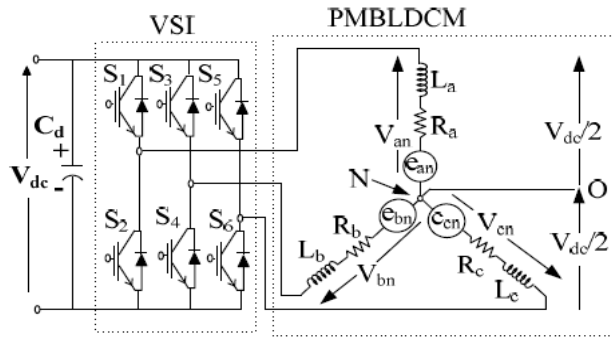 VSI
PMBLDCM
S1 S3 S5
Cd
+
Vdc
-
S2 S4 S6
La
Ra
Van
ean
N
ebn
ecn
Rb
Lb
Vbn
Vcn
Rc
Lc
Vdc/2
O
Vdc/2